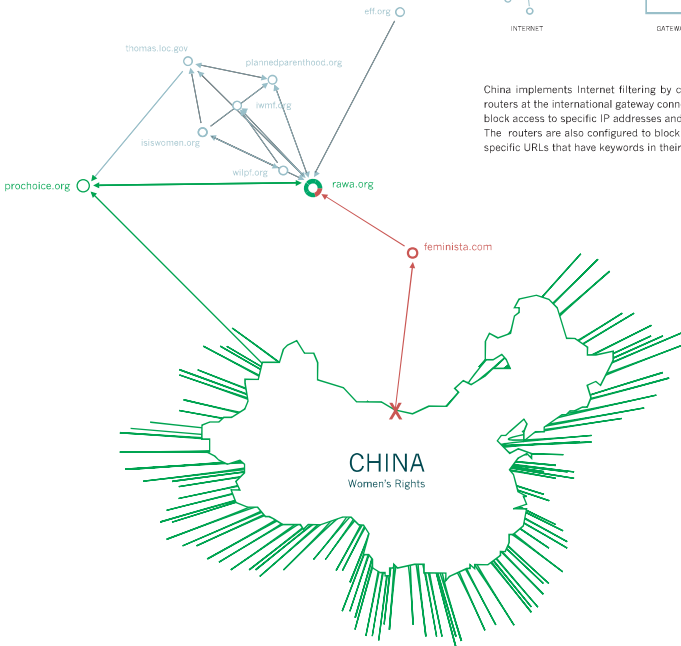 eff.org
INTERNET
thomas.loc.gov
plannedparenthood.org
China implements Internet filtering by
routers at the international gateway
block access to specific IP addresses and
The routers are also configured to block
specific URLs that have keywords in their
iwmf.org
isiswomen.org
wilpf.org
prochoice.org
rawa.org
feminista.com
X
CHINA
Women's Rights